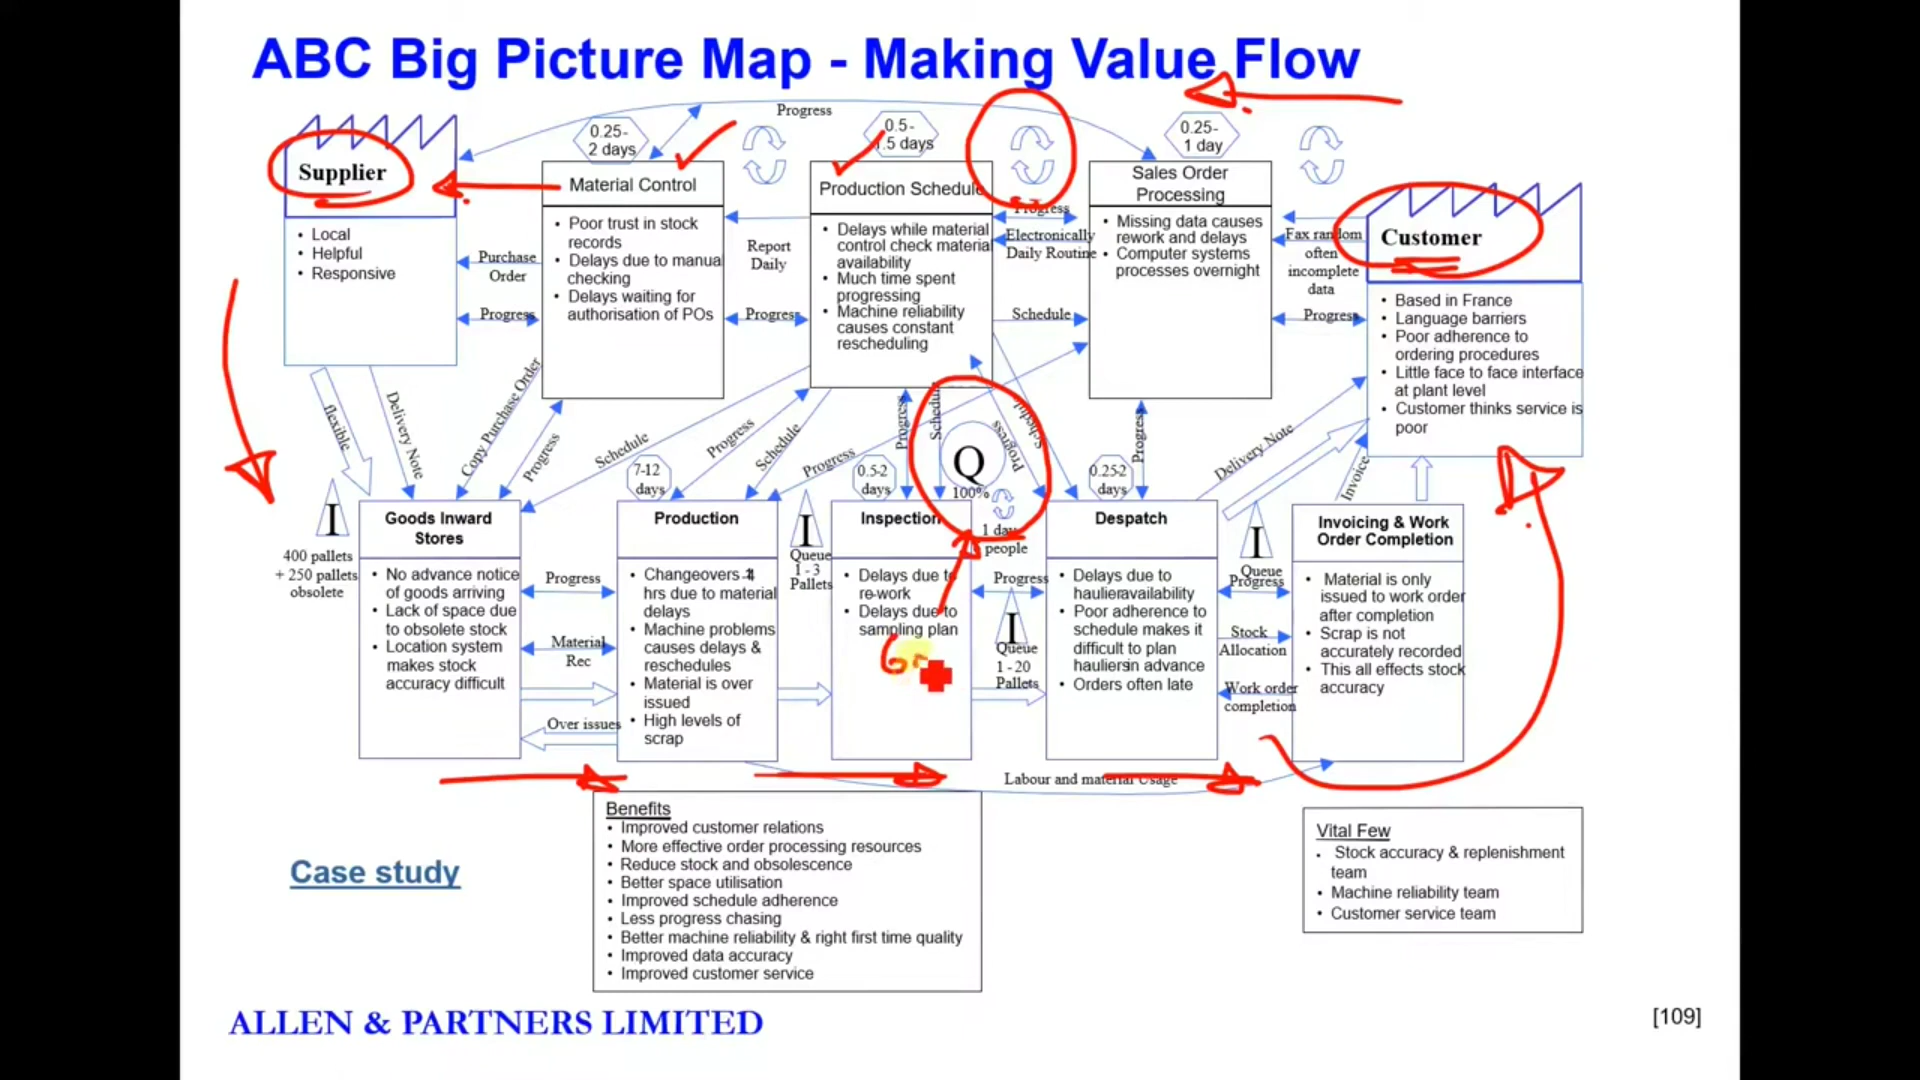 ABC Big Picture Map - Making Value Flow
Progress
0.25-
2 days
0.5-
.5 days
0.25-
1 day
Supplier
• Local
• Helpful
• Responsive
Purchase
Order
Progress
Material Control
• Poor trust in stock
records
• Delays due to manual
checking
• Delays waiting for
authorisation of POs
Report
Daily
Progress
Production Schedule
• Delays while material
control check material
availability
• Much time spent
progressing
• Machine reliability
causes constant
rescheduling
Progress
Electronically
Daily Routine
Schedule
Sales Order
Processing
• Missing data causes
rework and delays
• Computer systems
processes overnight
Fax random
often
incomplete
data
Progress
Customer
• Based in France
• Language barriers
• Poor adherence to
ordering procedures
• Little face to face interface
at plant level
• Customer thinks service is
poor
flexible
Delivery Note
Copy Purchase Order
Progress
Schedule
Progress
Schedule
Progress
Progress
Schedule
Progress
Schedule
Progress
Delivery Note
Invoice
7-12
days
0.5-2
days
Q
100%
0.25-2
days
1 day
people
I
400 pallets
+ 250 pallets
obsolete
Goods Inward
Stores
• No advance notice
of goods arriving
• Lack of space due
to obsolete stock
• Location system
makes stock
accuracy difficult
Progress
Material
Rec
Over issues
Production
• Changeovers -4
hrs due to material
delays
• Machine problems
causes delays &
reschedules
• Material is over
issued
• High levels of
scrap
I
Queue
1 - 3
Pallets
Inspection
• Delays due to
re-work
• Delays due to
sampling plan
Progress
I
Queue
1 - 20
Pallets
Despatch
• Delays due to
haulieravailability
• Poor adherence to
schedule makes it
difficult to plan
hauliersin advance
• Orders often late
I
Queue
Progress
Stock
Allocation
Work order
completion
Invoicing & Work
Order Completion
• Material is only
issued to work order
after completion
• Scrap is not
accurately recorded
• This all effects stock
accuracy
Labour and material Usage
Benefits
• Improved customer relations
• More effective order processing resources
• Reduce stock and obsolescence
• Better space utilisation
• Improved schedule adherence
• Less progress chasing
• Better machine reliability & right first time quality
• Improved data accuracy
• Improved customer service
Case study
Vital Few
• Stock accuracy & replenishment
team
• Machine reliability team
• Customer service team
ALLEN & PARTNERS LIMITED
[109]